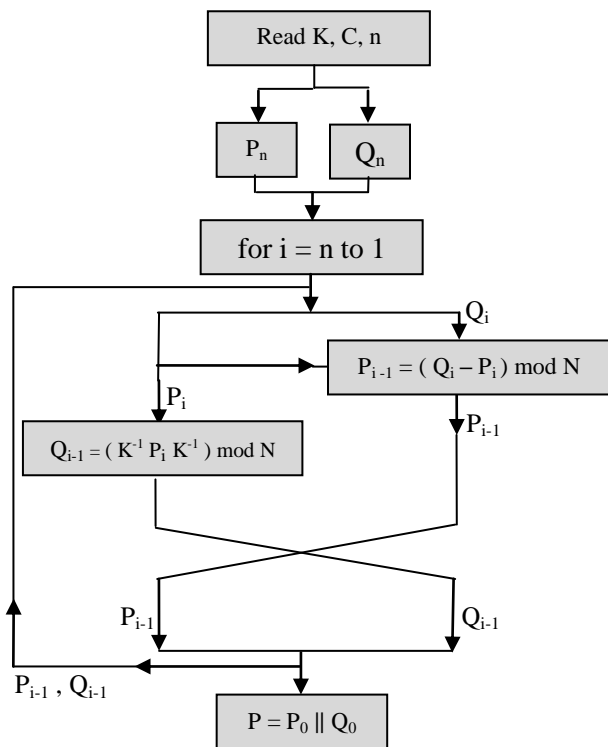 Read K, C, n
Pₙ
Qₙ
for i = n to 1
Qᵢ
Pᵢ₋₁ = ( Qᵢ – Pᵢ ) mod N
Pᵢ
Pᵢ₋₁
Qᵢ₋₁ = ( K⁻¹ Pᵢ K⁻¹ ) mod N
Pᵢ₋₁
Qᵢ₋₁
Pᵢ₋₁ , Qᵢ₋₁
P = P₀ || Q₀